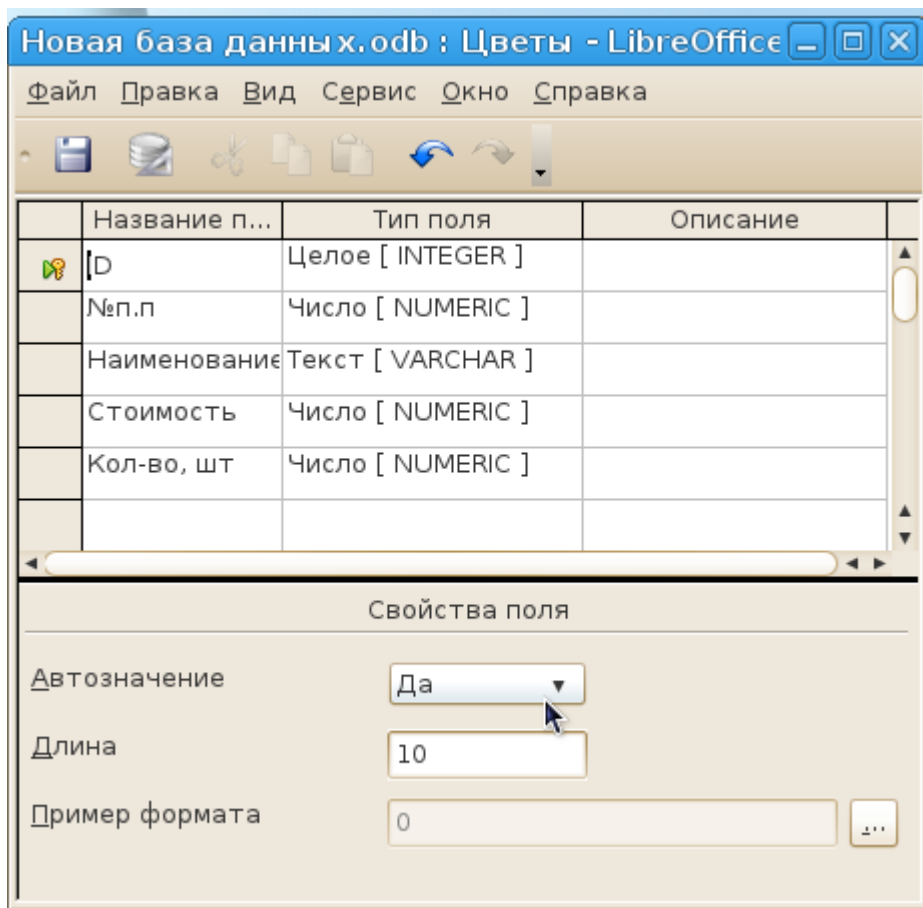 Новая база данных.odb : Цветы - LibreOffice
Файл Правка Вид Сервис Окно Справка
Название п... Тип поля Описание
ID Целое [ INTEGER ]
№п.п Число [ NUMERIC ]
Наименование Текст [ VARCHAR ]
Стоимость Число [ NUMERIC ]
Кол-во, шт Число [ NUMERIC ]
Свойства поля
Автозначение Да
Длина 10
Пример формата 0 ...